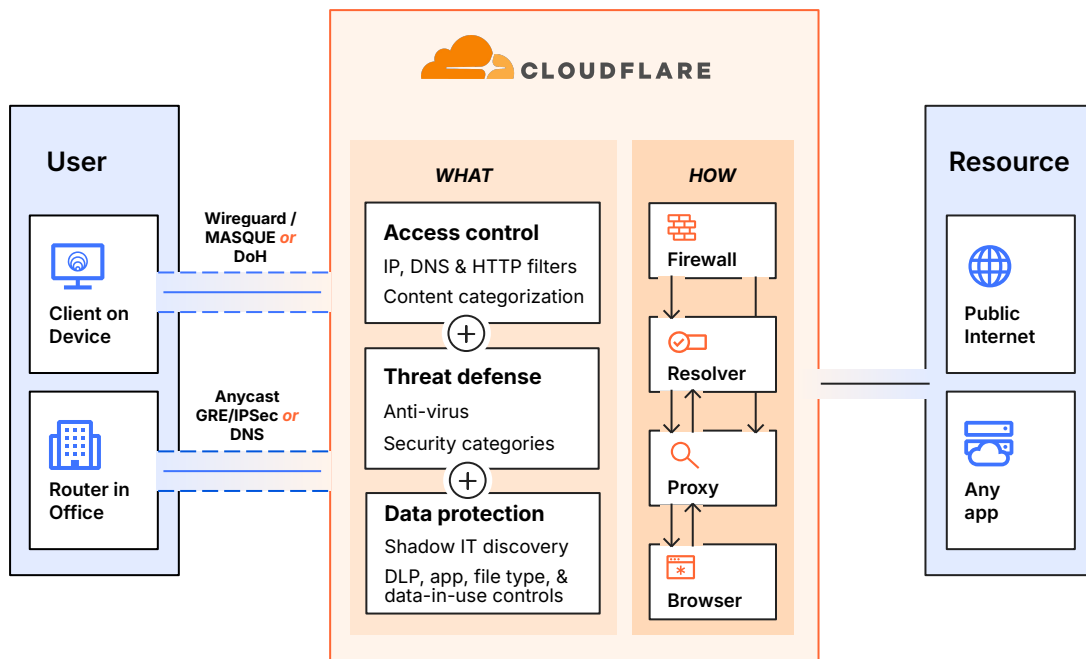 CLOUDFLARE
User
Client on
Device
Router in
Office
Wireguard /
MASQUE or
DoH
Anycast
GRE/IPSec or
DNS
WHAT
Access control
IP, DNS & HTTP filters
Content categorization
Threat defense
Anti-virus
Security categories
Data protection
Shadow IT discovery
DLP, app, file type, &
data-in-use controls
HOW
Firewall
Resolver
Proxy
Browser
Resource
Public
Internet
Any
app